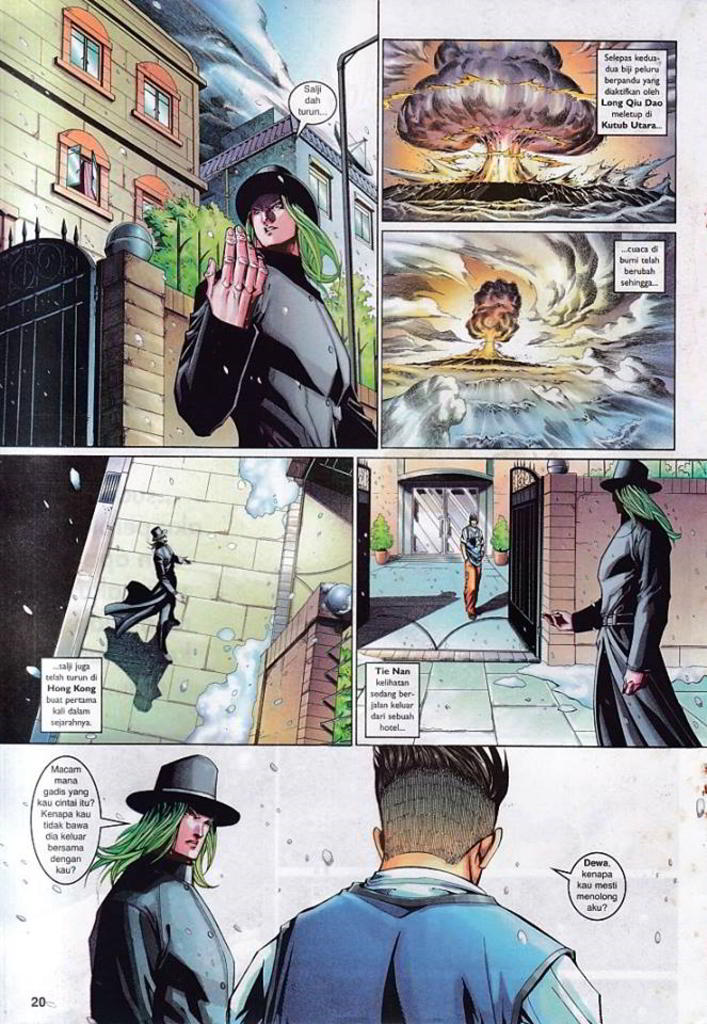 Salji
dah
turun...
Selepas kedua-
dua biji peluru
berpandu yang
diaktifkan oleh
Long Qiu Dao
meletup di
Kutub Utara...
...cuaca di
bumi telah
berubah
sehingga...
...salji juga
telah turun di
Hong Kong
buat pertama
kali dalam
sejarahnya.
Tie Nan
kelihatan
sedang ber-
jalan keluar
dari sebuah
hotel...
Macam
mana
gadis yang
kau cintai itu?
Kenapa kau
tidak bawa
dia keluar
bersama
dengan
kau?
Dewa,
kenapa
kau mesti
menolong
aku?
20